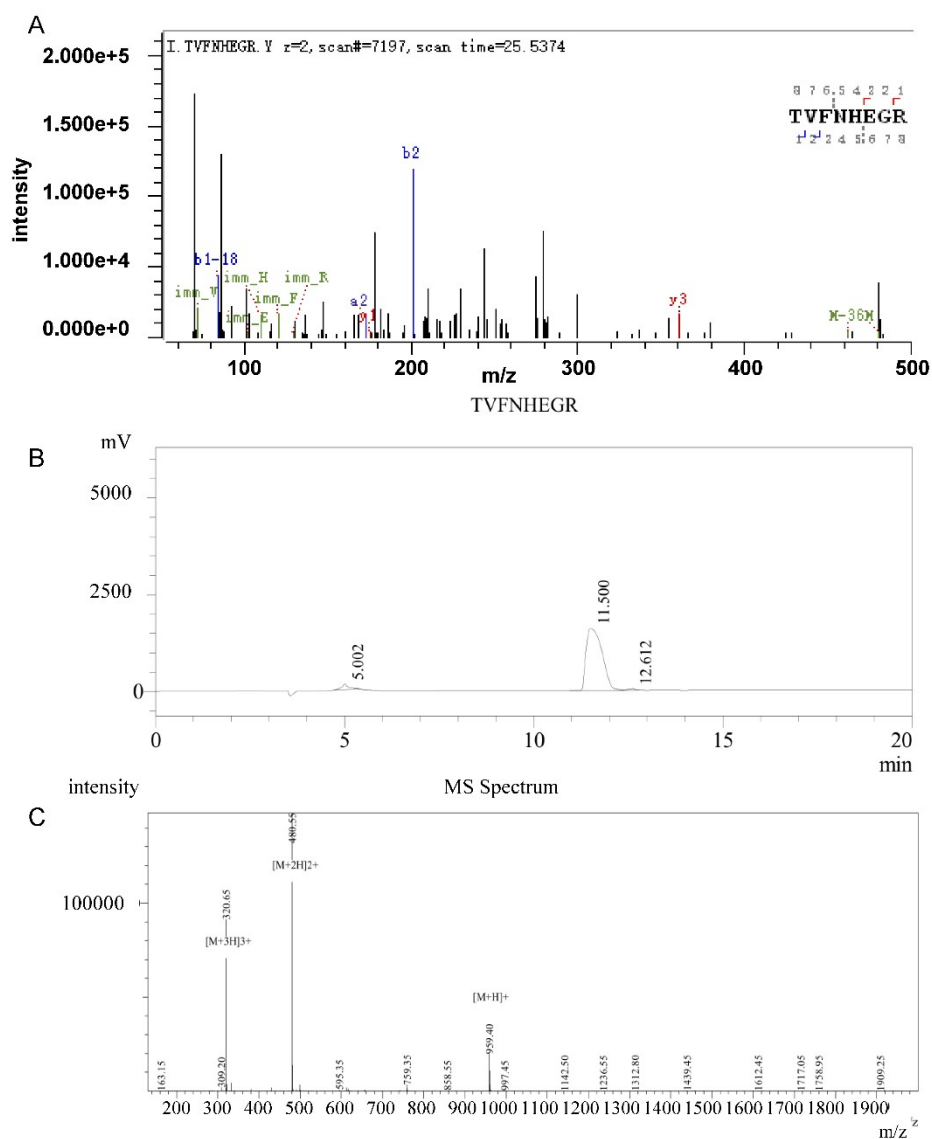 A
I.TVFNHEGR.Y z=2,scan#=7197,scan time=25.5374
8 7 6 5 4 3 2 1
TVFNHEGR
1 2 3 4 5 6 7 8
intensity
2.000e+5
1.500e+5
1.000e+5
1.000e+4
0.000e+0
b2
b1-18
imm_H
imm_R
imm_V
imm_F
imm_E
a2
y1
y3
M-36M
100
200
300
400
500
m/z
TVFNHEGR
B
mV
5000
2500
0
5.002
11.500
12.612
0
5
10
15
20
min
intensity
MS Spectrum
C
100000
480.55
[M+2H]2+
320.65
[M+3H]3+
[M+H]+
959.40
163.15
309.20
595.35
759.35
858.55
997.45
1142.50
1236.55
1312.80
1439.45
1612.45
1717.05
1758.95
1909.25
200 300 400 500 600 700 800 900 1000 1100 1200 1300 1400 1500 1600 1700 1800 1900
m/z z